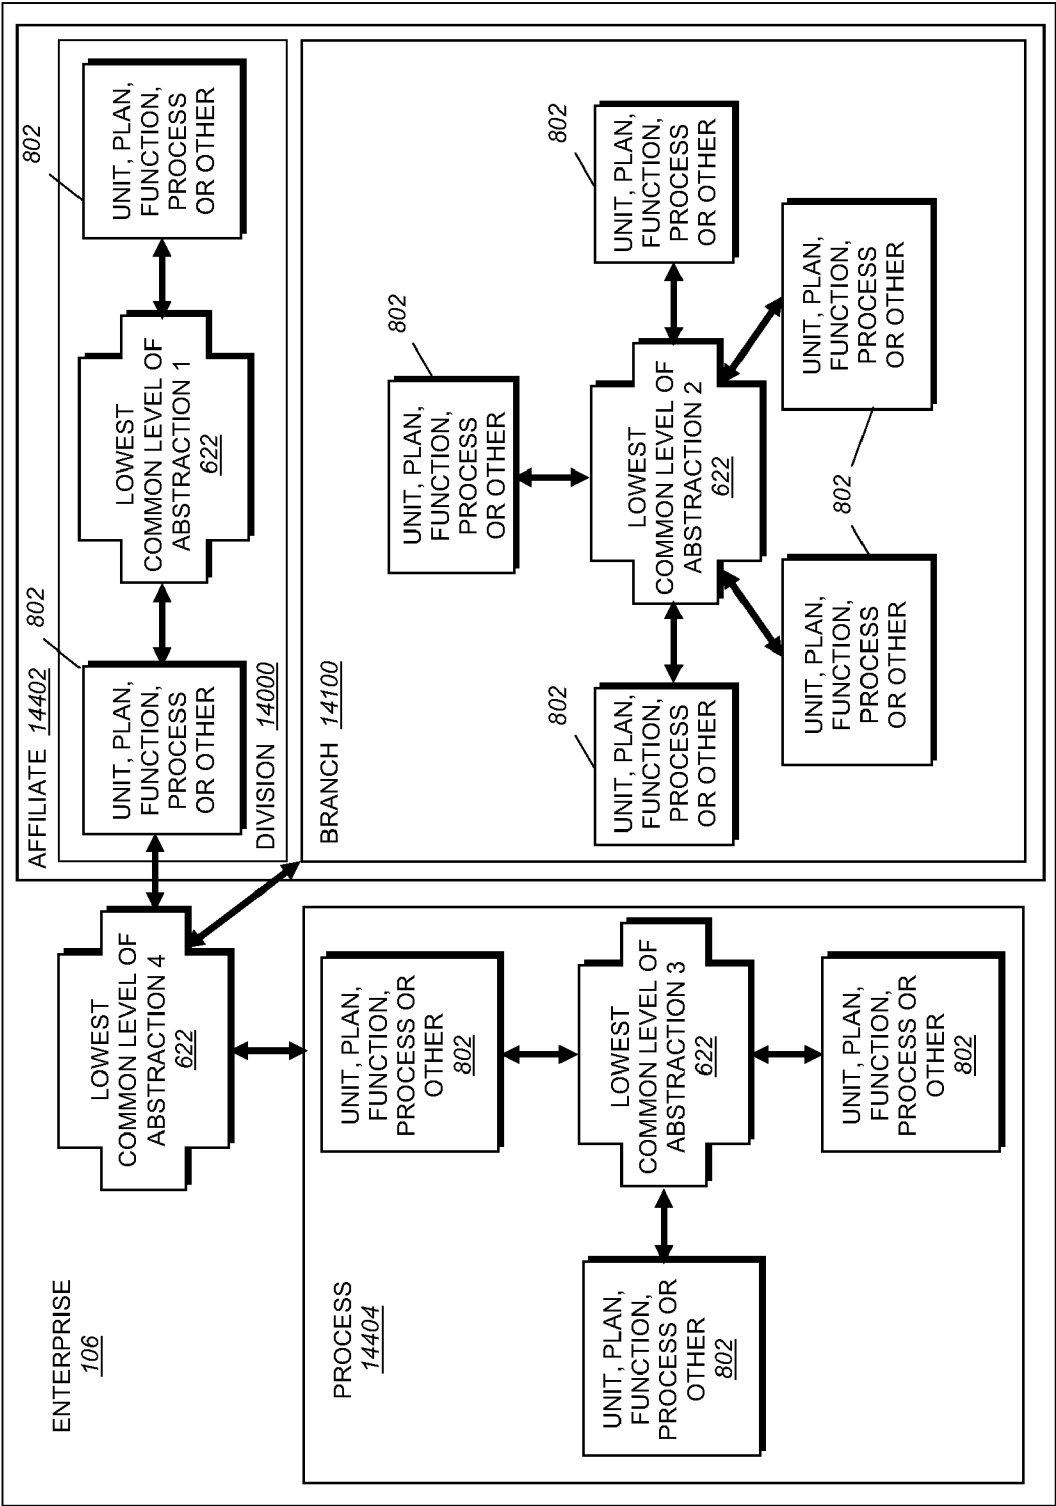 ENTERPRISE
106
LOWEST
COMMON LEVEL OF
ABSTRACTION 4
622
AFFILIATE 14402
802
UNIT, PLAN,
FUNCTION,
PROCESS
OR OTHER
LOWEST
COMMON LEVEL OF
ABSTRACTION 1
622
802
UNIT, PLAN,
FUNCTION,
PROCESS
OR OTHER
DIVISION 14000
BRANCH 14100
PROCESS
14404
UNIT, PLAN,
FUNCTION,
PROCESS OR
OTHER
802
LOWEST
COMMON LEVEL OF
ABSTRACTION 3
622
UNIT, PLAN,
FUNCTION,
PROCESS OR
OTHER
802
UNIT, PLAN,
FUNCTION,
PROCESS OR
OTHER
802
802
UNIT, PLAN,
FUNCTION,
PROCESS
OR OTHER
802
UNIT, PLAN,
FUNCTION,
PROCESS
OR OTHER
LOWEST
COMMON LEVEL OF
ABSTRACTION 2
622
802
UNIT, PLAN,
FUNCTION,
PROCESS
OR OTHER
UNIT, PLAN,
FUNCTION,
PROCESS
OR OTHER
802
UNIT, PLAN,
FUNCTION,
PROCESS
OR OTHER